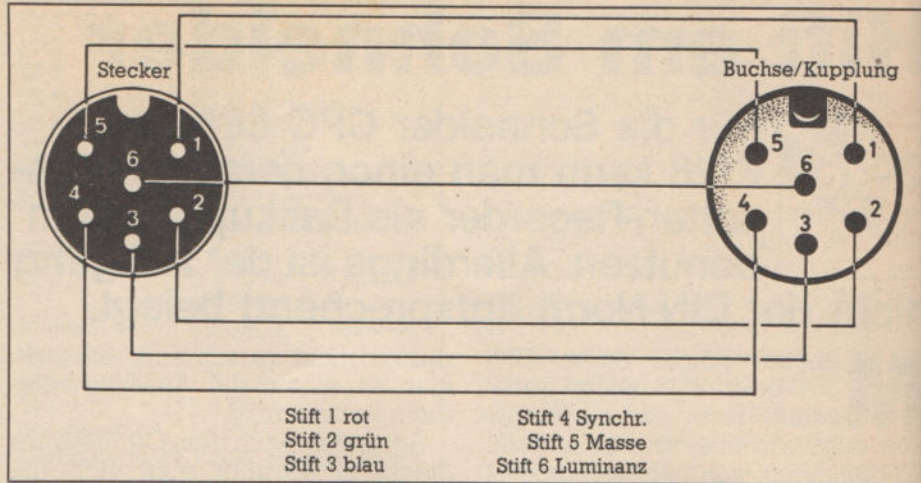 Stecker
Buchse/Kupplung
5
1
6
4
2
3
5
1
6
4
2
3
Stift 1 rot
Stift 2 grün
Stift 3 blau
Stift 4 Synchr.
Stift 5 Masse
Stift 6 Luminanz